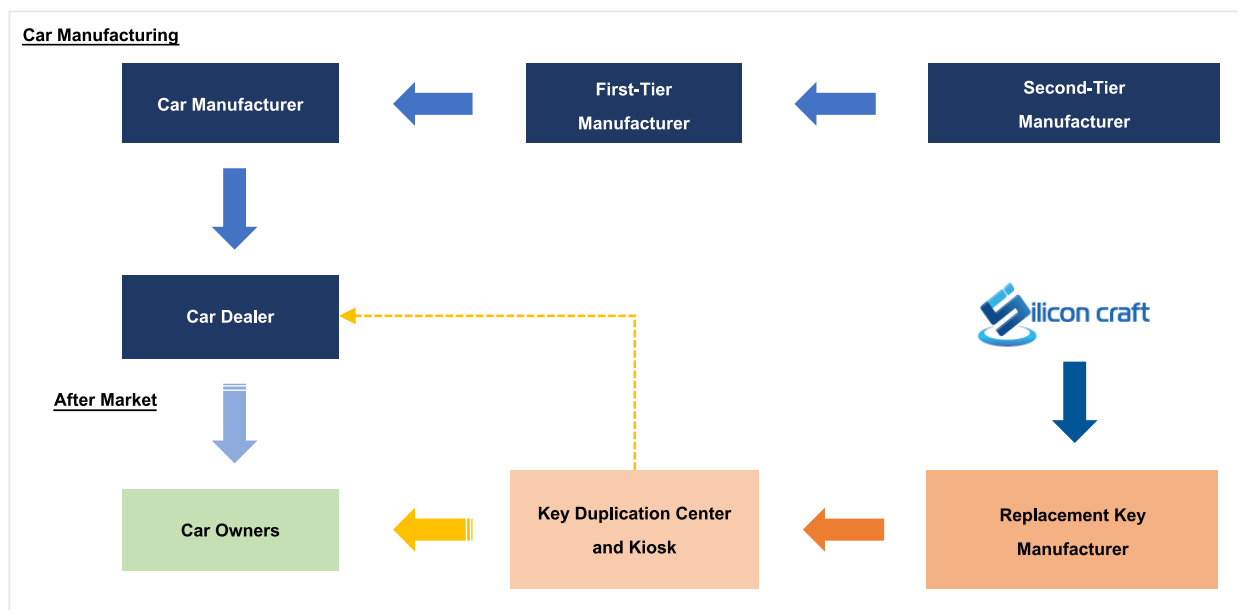 Car Manufacturing
Car Manufacturer
First-Tier
Manufacturer
Second-Tier
Manufacturer
Car Dealer
Silicon craft
After Market
Car Owners
Key Duplication Center
and Kiosk
Replacement Key
Manufacturer